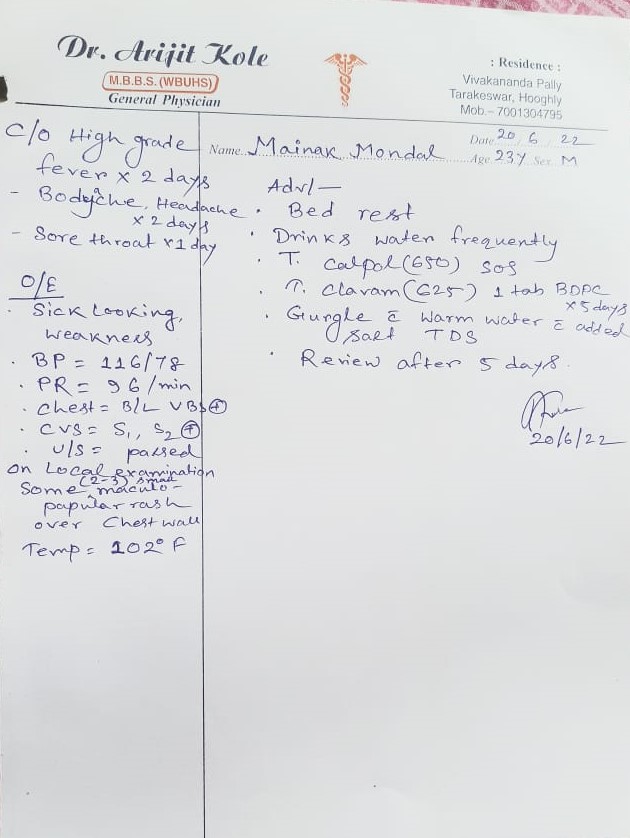 Dr. Arijit Kole
M.B.B.S. (WBUHS)
General Physician
: Residence :
Vivakananda Pally
Tarakeswar, Hooghly
Mob.- 7001304795
Date 20/6/22
Name. Mainak Mondal Age. 23Y Sex M
C/O High grade
fever x 2 days
- Bodyache, Headache
x 2 days
- Sore throat x1 day
O/E
· Sick Looking,
weakness
· BP = 116/78
· PR = 96/min
· Chest = B/L VBS⊕
· CVS = S1, S2 ⊕
· U/S = passed
On Local examination
Some (2-3) small maculo-
papular rash
over Chest wall
Temp = 102° F
Adv/—
· Bed rest
· Drinks water frequently
· T. Calpol (650) SOS
· T. Clavam (625) 1 tab BDPC
x 5 days
· Gurgle c̄ warm water c̄ added
salt TDS
· Review after 5 days.
20/6/22